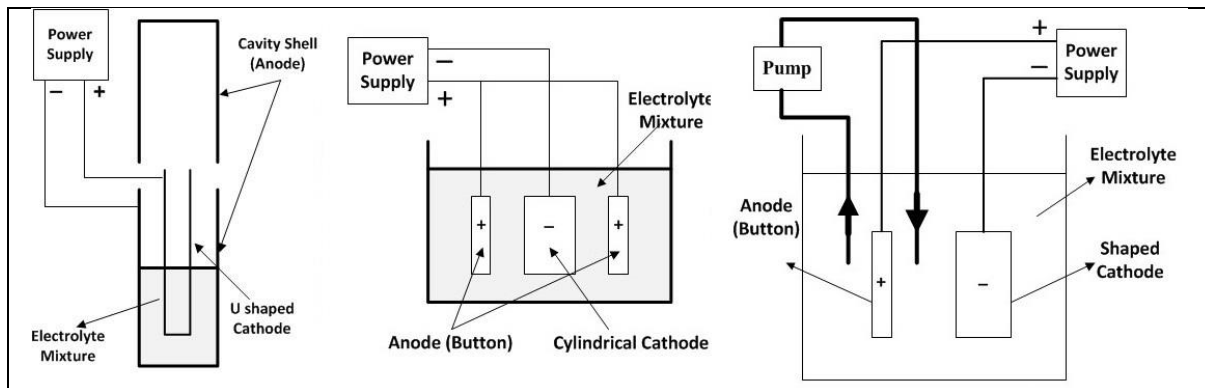 Power
Supply
−
+
Cavity Shell
(Anode)
U shaped
Cathode
Electrolyte
Mixture
Power
Supply
−
+
Electrolyte
Mixture
+
−
+
Anode (Button)
Cylindrical Cathode
Pump
+
−
Power
Supply
Electrolyte
Mixture
Anode
(Button)
+
−
Shaped
Cathode